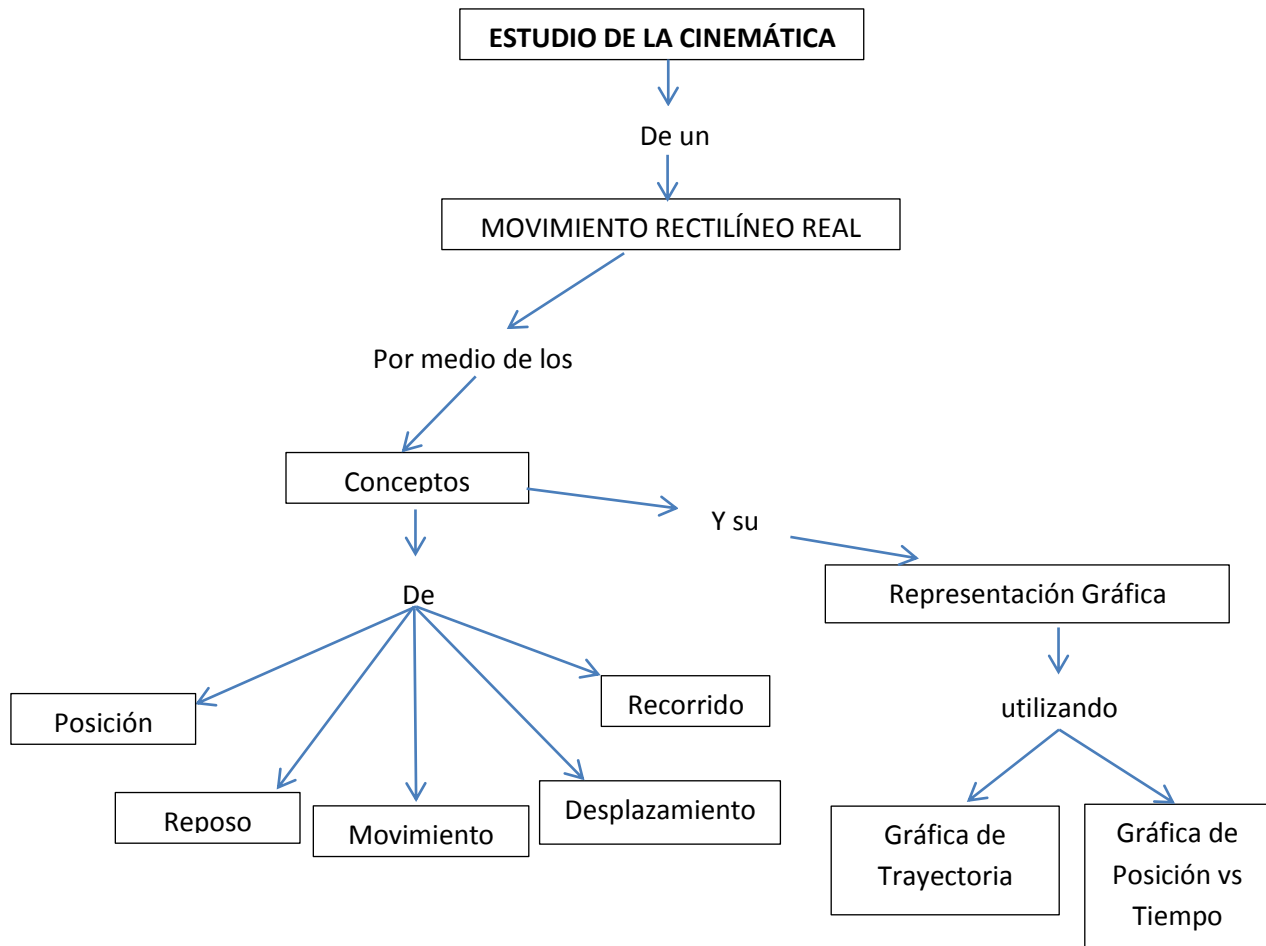 ESTUDIO DE LA CINEMÁTICA
De un
MOVIMIENTO RECTILÍNEO REAL
Por medio de los
Conceptos
Y su
De
Representación Gráfica
Posición
Recorrido
utilizando
Reposo
Movimiento
Desplazamiento
Gráfica de
Trayectoria
Gráfica de
Posición vs
Tiempo